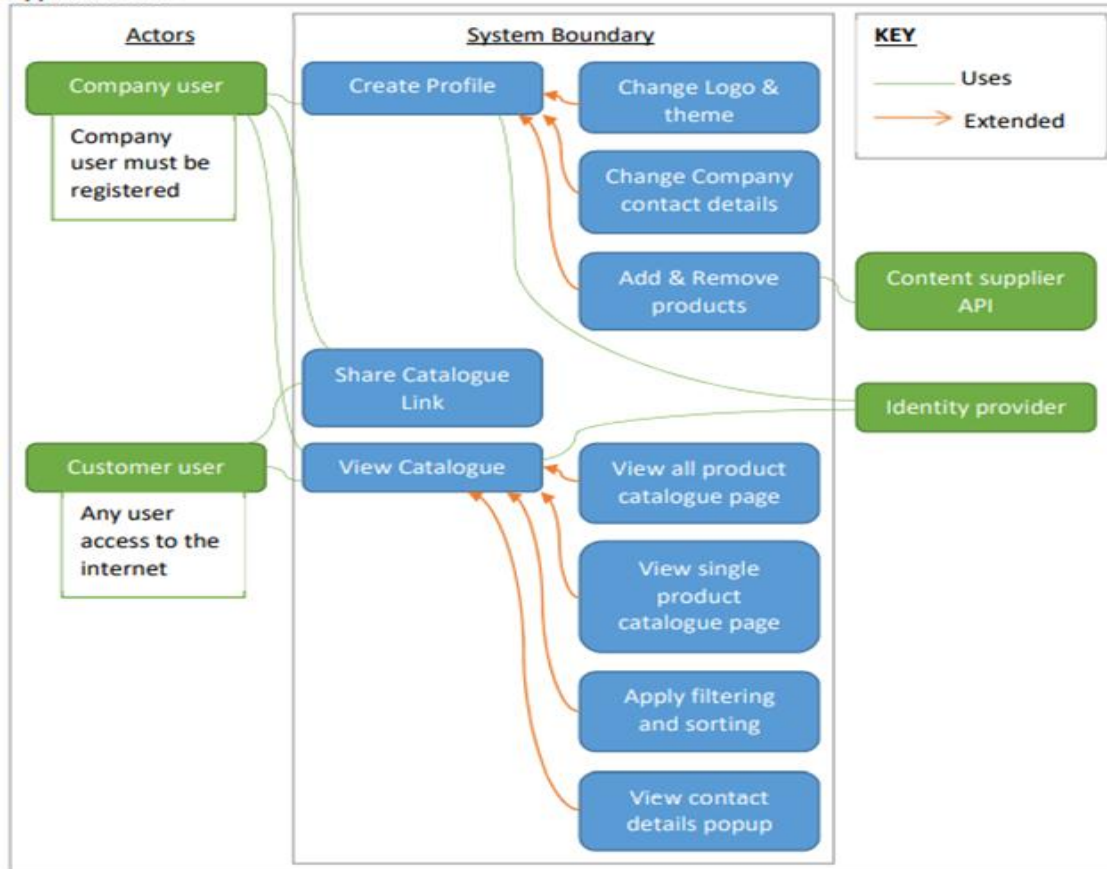 Actors
System Boundary
KEY
Uses
Extended
Company user
Company
user must be
registered
Create Profile
Change Logo &
theme
Change Company
contact details
Add & Remove
products
Content supplier
API
Share Catalogue
Link
Identity provider
Customer user
Any user
access to the
internet
View Catalogue
View all product
catalogue page
View single
product
catalogue page
Apply filtering
and sorting
View contact
details popup